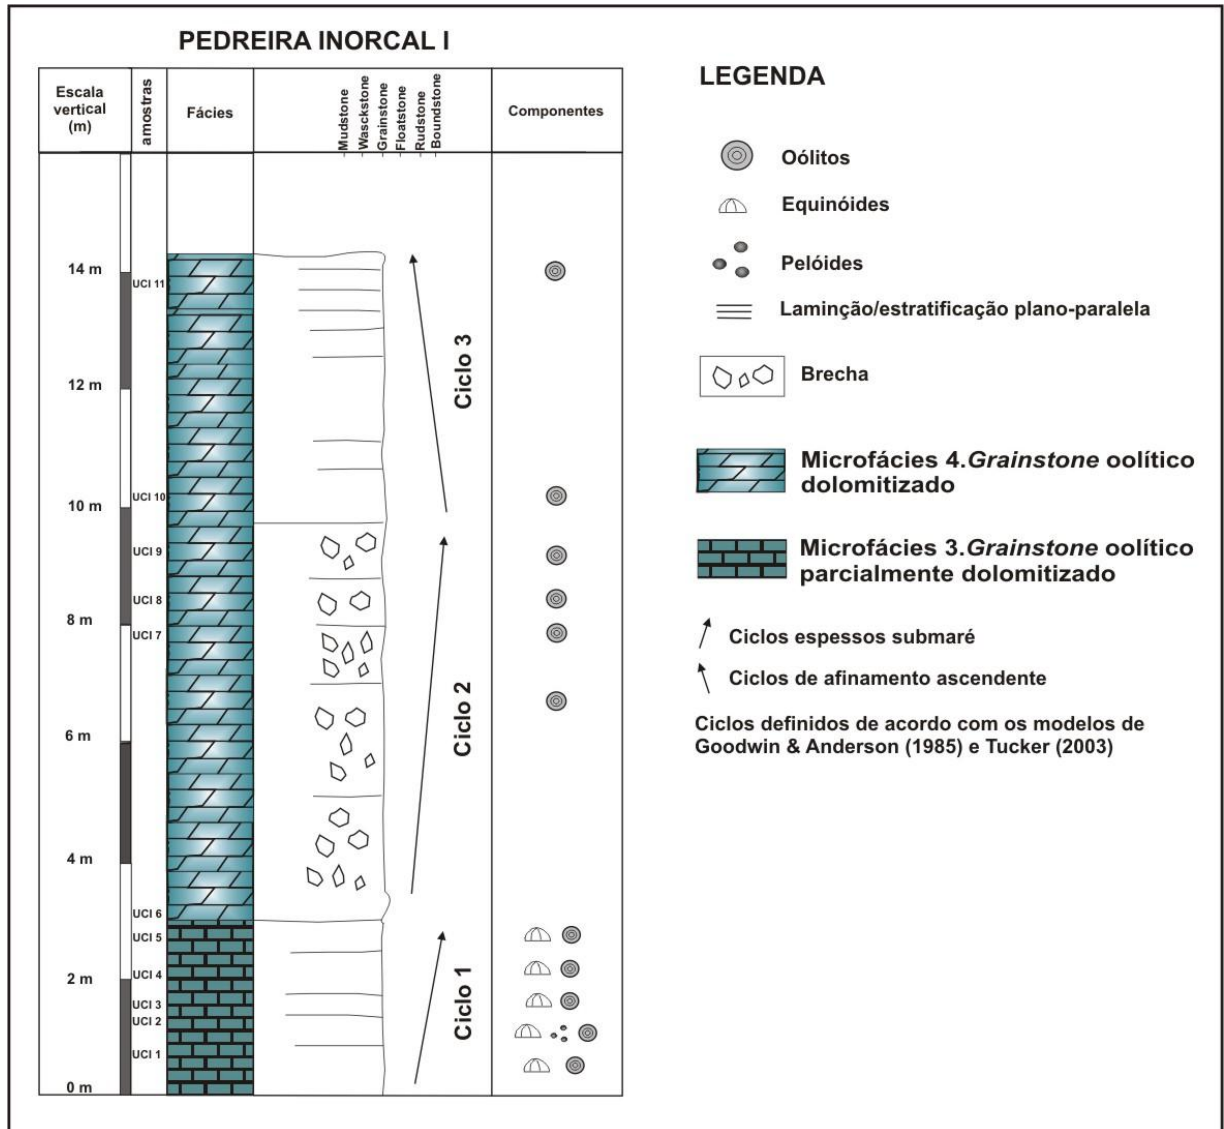 PEDREIRA INORCAL I
Escala
vertical
(m)
amostras
Fácies
Mudstone
Wasckstone
Grainstone
Floatstone
Rudstone
Boundstone
Componentes
14 m
12 m
10 m
8 m
6 m
4 m
2 m
0 m
UCI 11
UCI 10
UCI 9
UCI 8
UCI 7
UCI 6
UCI 5
UCI 4
UCI 3
UCI 2
UCI 1
Ciclo 3
Ciclo 2
Ciclo 1
LEGENDA
Oólitos
Equinóides
Pelóides
Laminção/estratificação plano-paralela
Brecha
Microfácies 4.Grainstone oolítico
dolomitizado
Microfácies 3.Grainstone oolítico
parcialmente dolomitizado
Ciclos espessos submaré
Ciclos de afinamento ascendente
Ciclos definidos de acordo com os modelos de
Goodwin & Anderson (1985) e Tucker (2003)